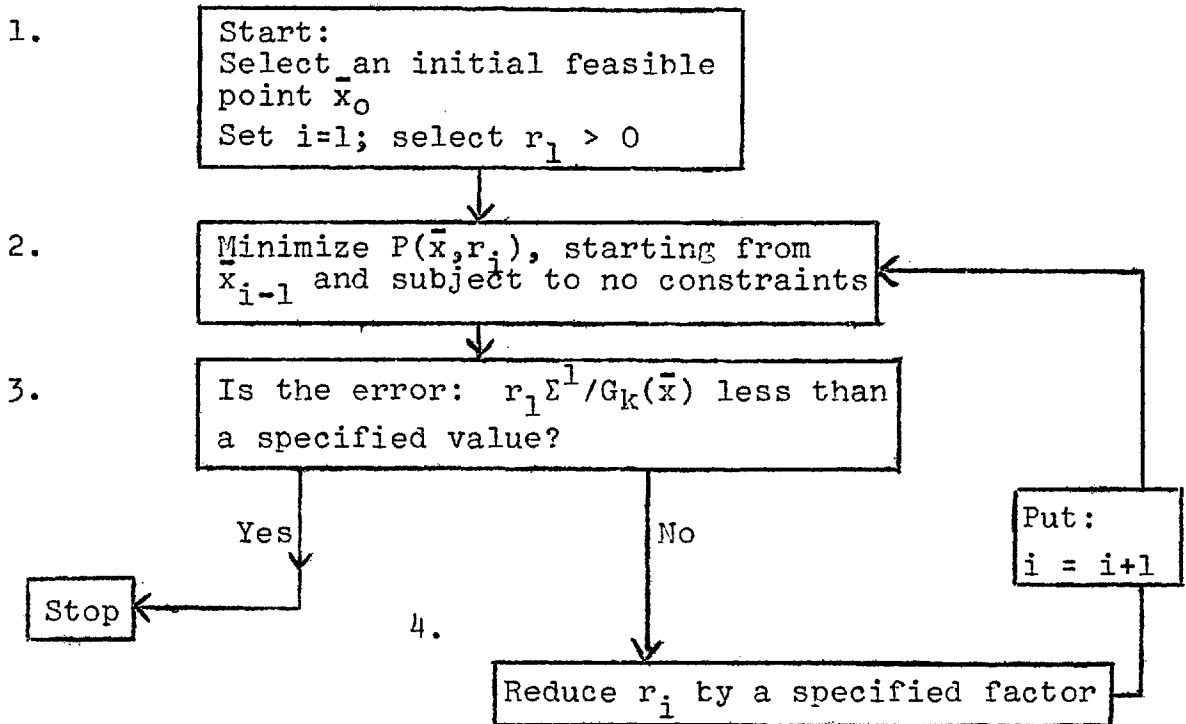 1.
Start:
Select an initial feasible
point x̄₀
Set i=1; select r₁ > 0
2.
Minimize P(x̄,rᵢ), starting from
x̄ᵢ₋₁ and subject to no constraints
3.
Is the error: r₁Σ¹/Gₖ(x̄) less than
a specified value?
Yes
No
Put:
i = i+1
Stop
4.
Reduce rᵢ by a specified factor